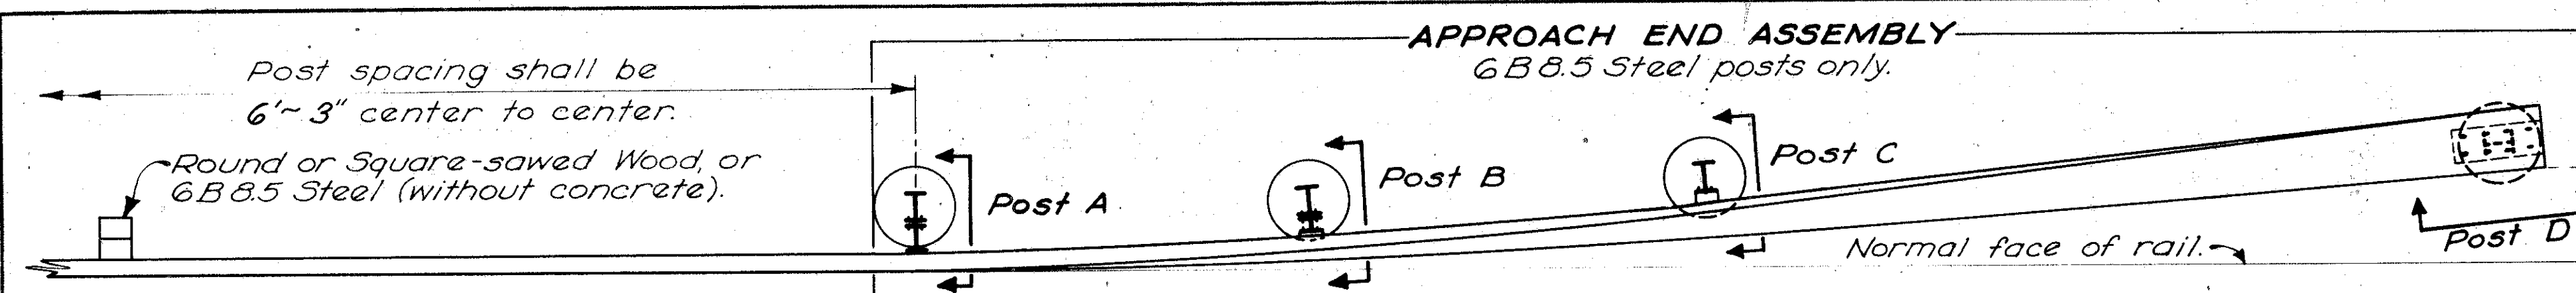 APPROACH END ASSEMBLY
6B8.5 Steel posts only.
Post spacing shall be
6'~3" center to center.
Round or Square-sawed Wood, or
6B8.5 Steel (without concrete).
Post A
Post B
Post C
Post D
Normal face of rail.